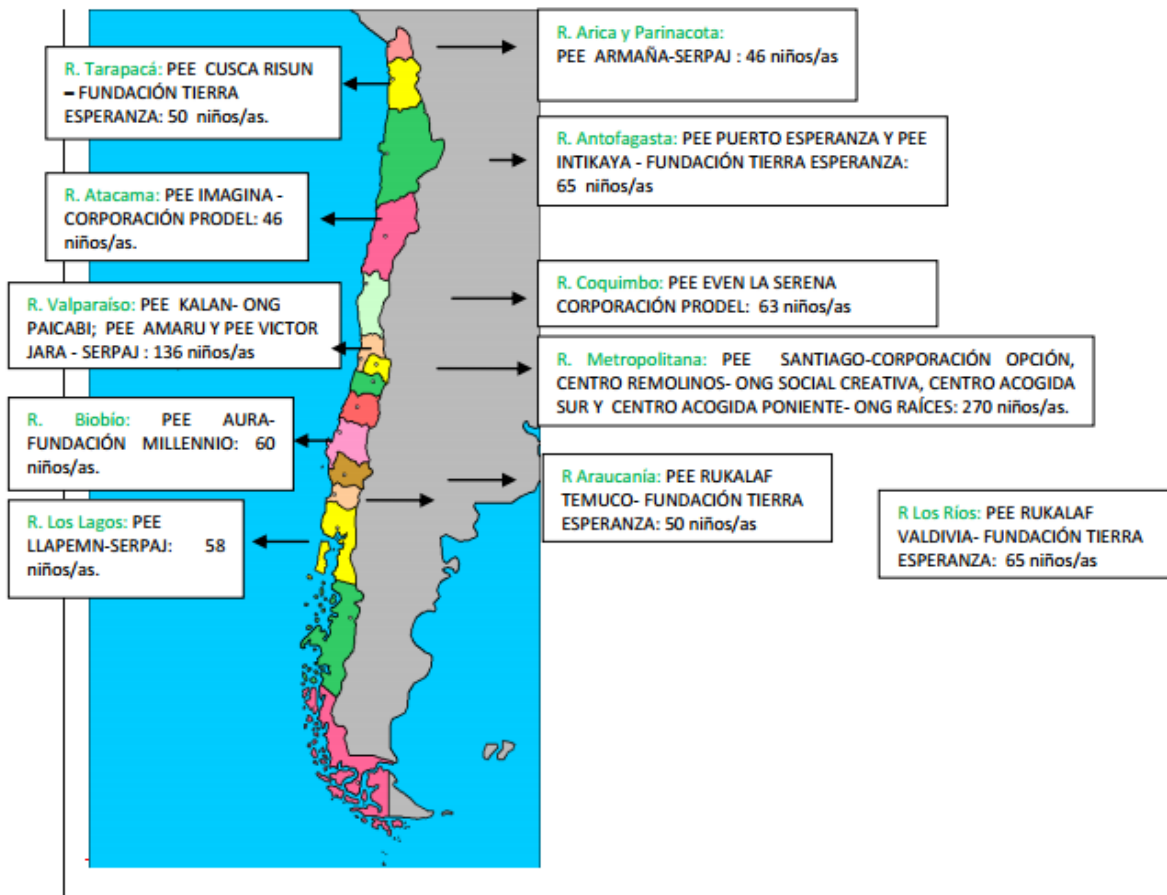 R. Arica y Parinacota:
PEE ARMAÑA-SERPAJ : 46 niños/as
R. Tarapacá: PEE CUSCA RISUN
– FUNDACIÓN TIERRA
ESPERANZA: 50 niños/as.
R. Antofagasta: PEE PUERTO ESPERANZA Y PEE
INTIKAYA - FUNDACIÓN TIERRA ESPERANZA:
65 niños/as
R. Atacama: PEE IMAGINA -
CORPORACIÓN PRODEL: 46
niños/as.
R. Coquimbo: PEE EVEN LA SERENA
CORPORACIÓN PRODEL: 63 niños/as
R. Valparaíso: PEE KALAN- ONG
PAICABI; PEE AMARU Y PEE VICTOR
JARA - SERPAJ : 136 niños/as
R. Metropolitana: PEE SANTIAGO-CORPORACIÓN OPCIÓN,
CENTRO REMOLINOS- ONG SOCIAL CREATIVA, CENTRO ACOGIDA
SUR Y CENTRO ACOGIDA PONIENTE- ONG RAÍCES: 270 niños/as.
R. Biobío: PEE AURA-
FUNDACIÓN MILLENNIO: 60
niños/as.
R Araucanía: PEE RUKALAF
TEMUCO- FUNDACIÓN TIERRA
ESPERANZA: 50 niños/as
R Los Ríos: PEE RUKALAF
VALDIVIA- FUNDACIÓN TIERRA
ESPERANZA: 65 niños/as
R. Los Lagos: PEE
LLAPEMN-SERPAJ: 58
niños/as.